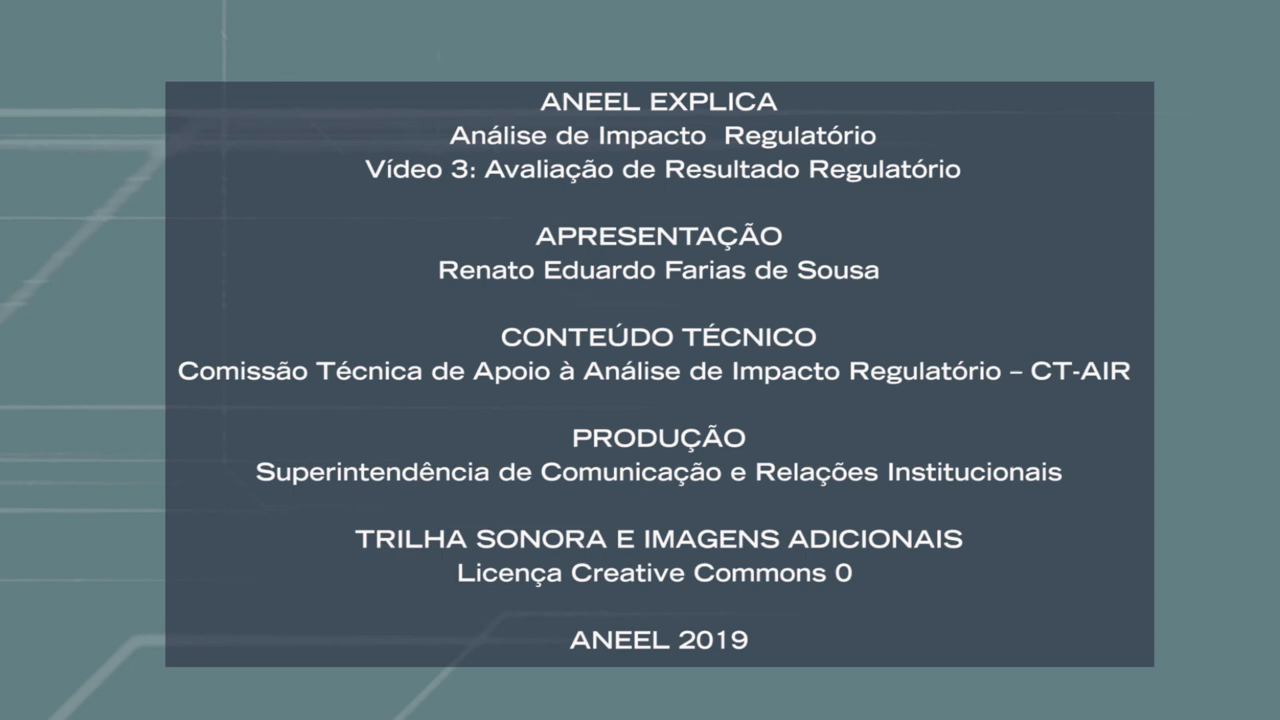 ANEEL EXPLICA
Análise de Impacto Regulatório
Vídeo 3: Avaliação de Resultado Regulatório
APRESENTAÇÃO
Renato Eduardo Farias de Sousa
CONTEÚDO TÉCNICO
Comissão Técnica de Apoio à Análise de Impacto Regulatório – CT-AIR
PRODUÇÃO
Superintendência de Comunicação e Relações Institucionais
TRILHA SONORA E IMAGENS ADICIONAIS
Licença Creative Commons 0
ANEEL 2019